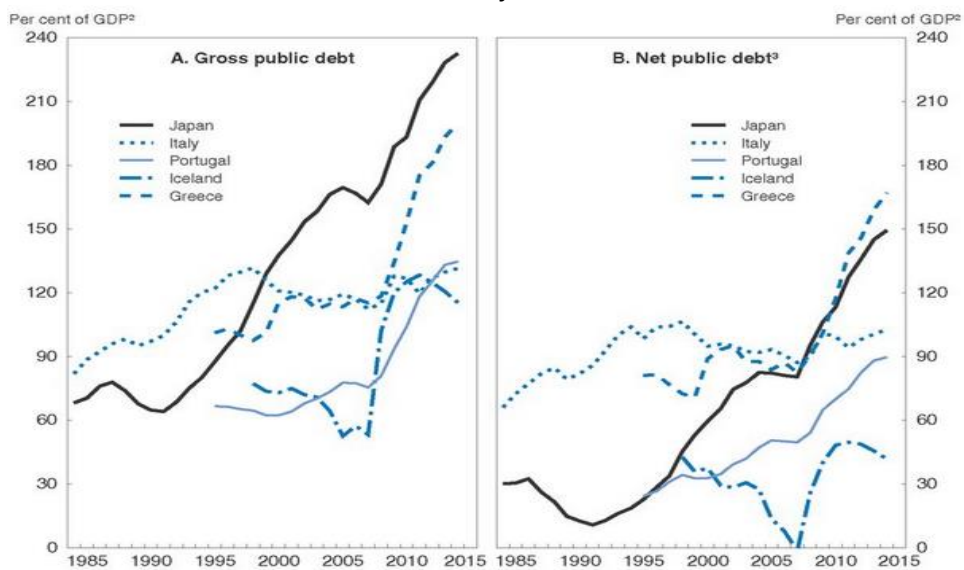 Per cent of GDP² Per cent of GDP²
A. Gross public debt
B. Net public debt³
240
210
180
150
120
90
60
30
0
Japan
Italy
Portugal
Iceland
Greece
1985 1990 1995 2000 2005 2010 2015
Japan
Italy
Portugal
Iceland
Greece
1985 1990 1995 2000 2005 2010 2015
240
210
180
150
120
90
60
30
0